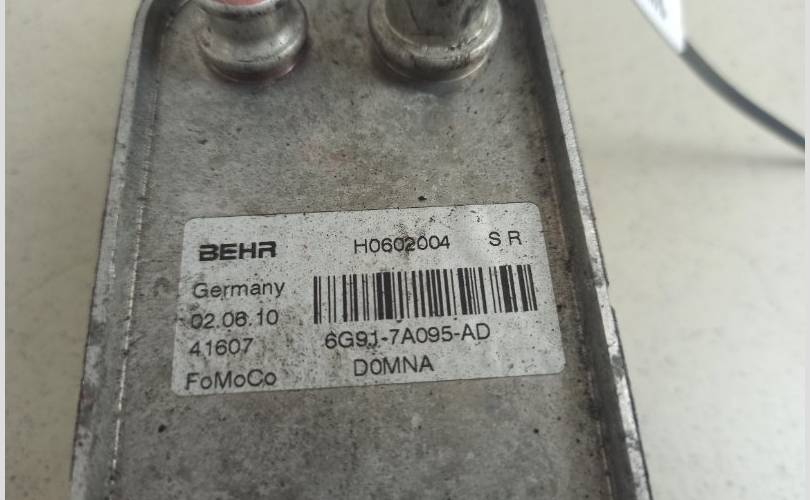 BEHR H0602004 S R
Germany
02.06.10
41607 6G91-7A095-AD
FoMoCo D0MNA